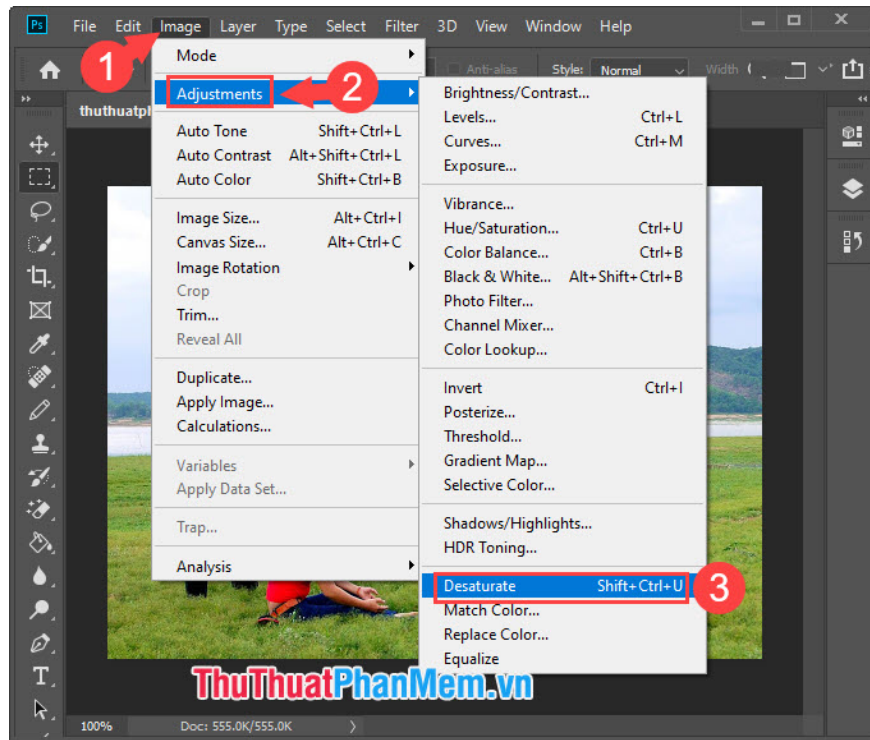 Ps File Edit Image Layer Type Select Filter 3D View Window Help
1
Anti-alias Style: Normal Width
thuthuatp
Mode
Adjustments
2
Auto Tone Shift+Ctrl+L
Auto Contrast Alt+Shift+Ctrl+L
Auto Color Shift+Ctrl+B
Image Size... Alt+Ctrl+I
Canvas Size... Alt+Ctrl+C
Image Rotation
Crop
Trim...
Reveal All
Duplicate...
Apply Image...
Calculations...
Variables
Apply Data Set...
Trap...
Analysis
Brightness/Contrast...
Levels... Ctrl+L
Curves... Ctrl+M
Exposure...
Vibrance...
Hue/Saturation... Ctrl+U
Color Balance... Ctrl+B
Black & White... Alt+Shift+Ctrl+B
Photo Filter...
Channel Mixer...
Color Lookup...
Invert Ctrl+I
Posterize...
Threshold...
Gradient Map...
Selective Color...
Shadows/Highlights...
HDR Toning...
Desaturate Shift+Ctrl+U
3
Match Color...
Replace Color...
Equalize
ThuThuatPhanMem.vn
100% Doc: 555.0K/555.0K